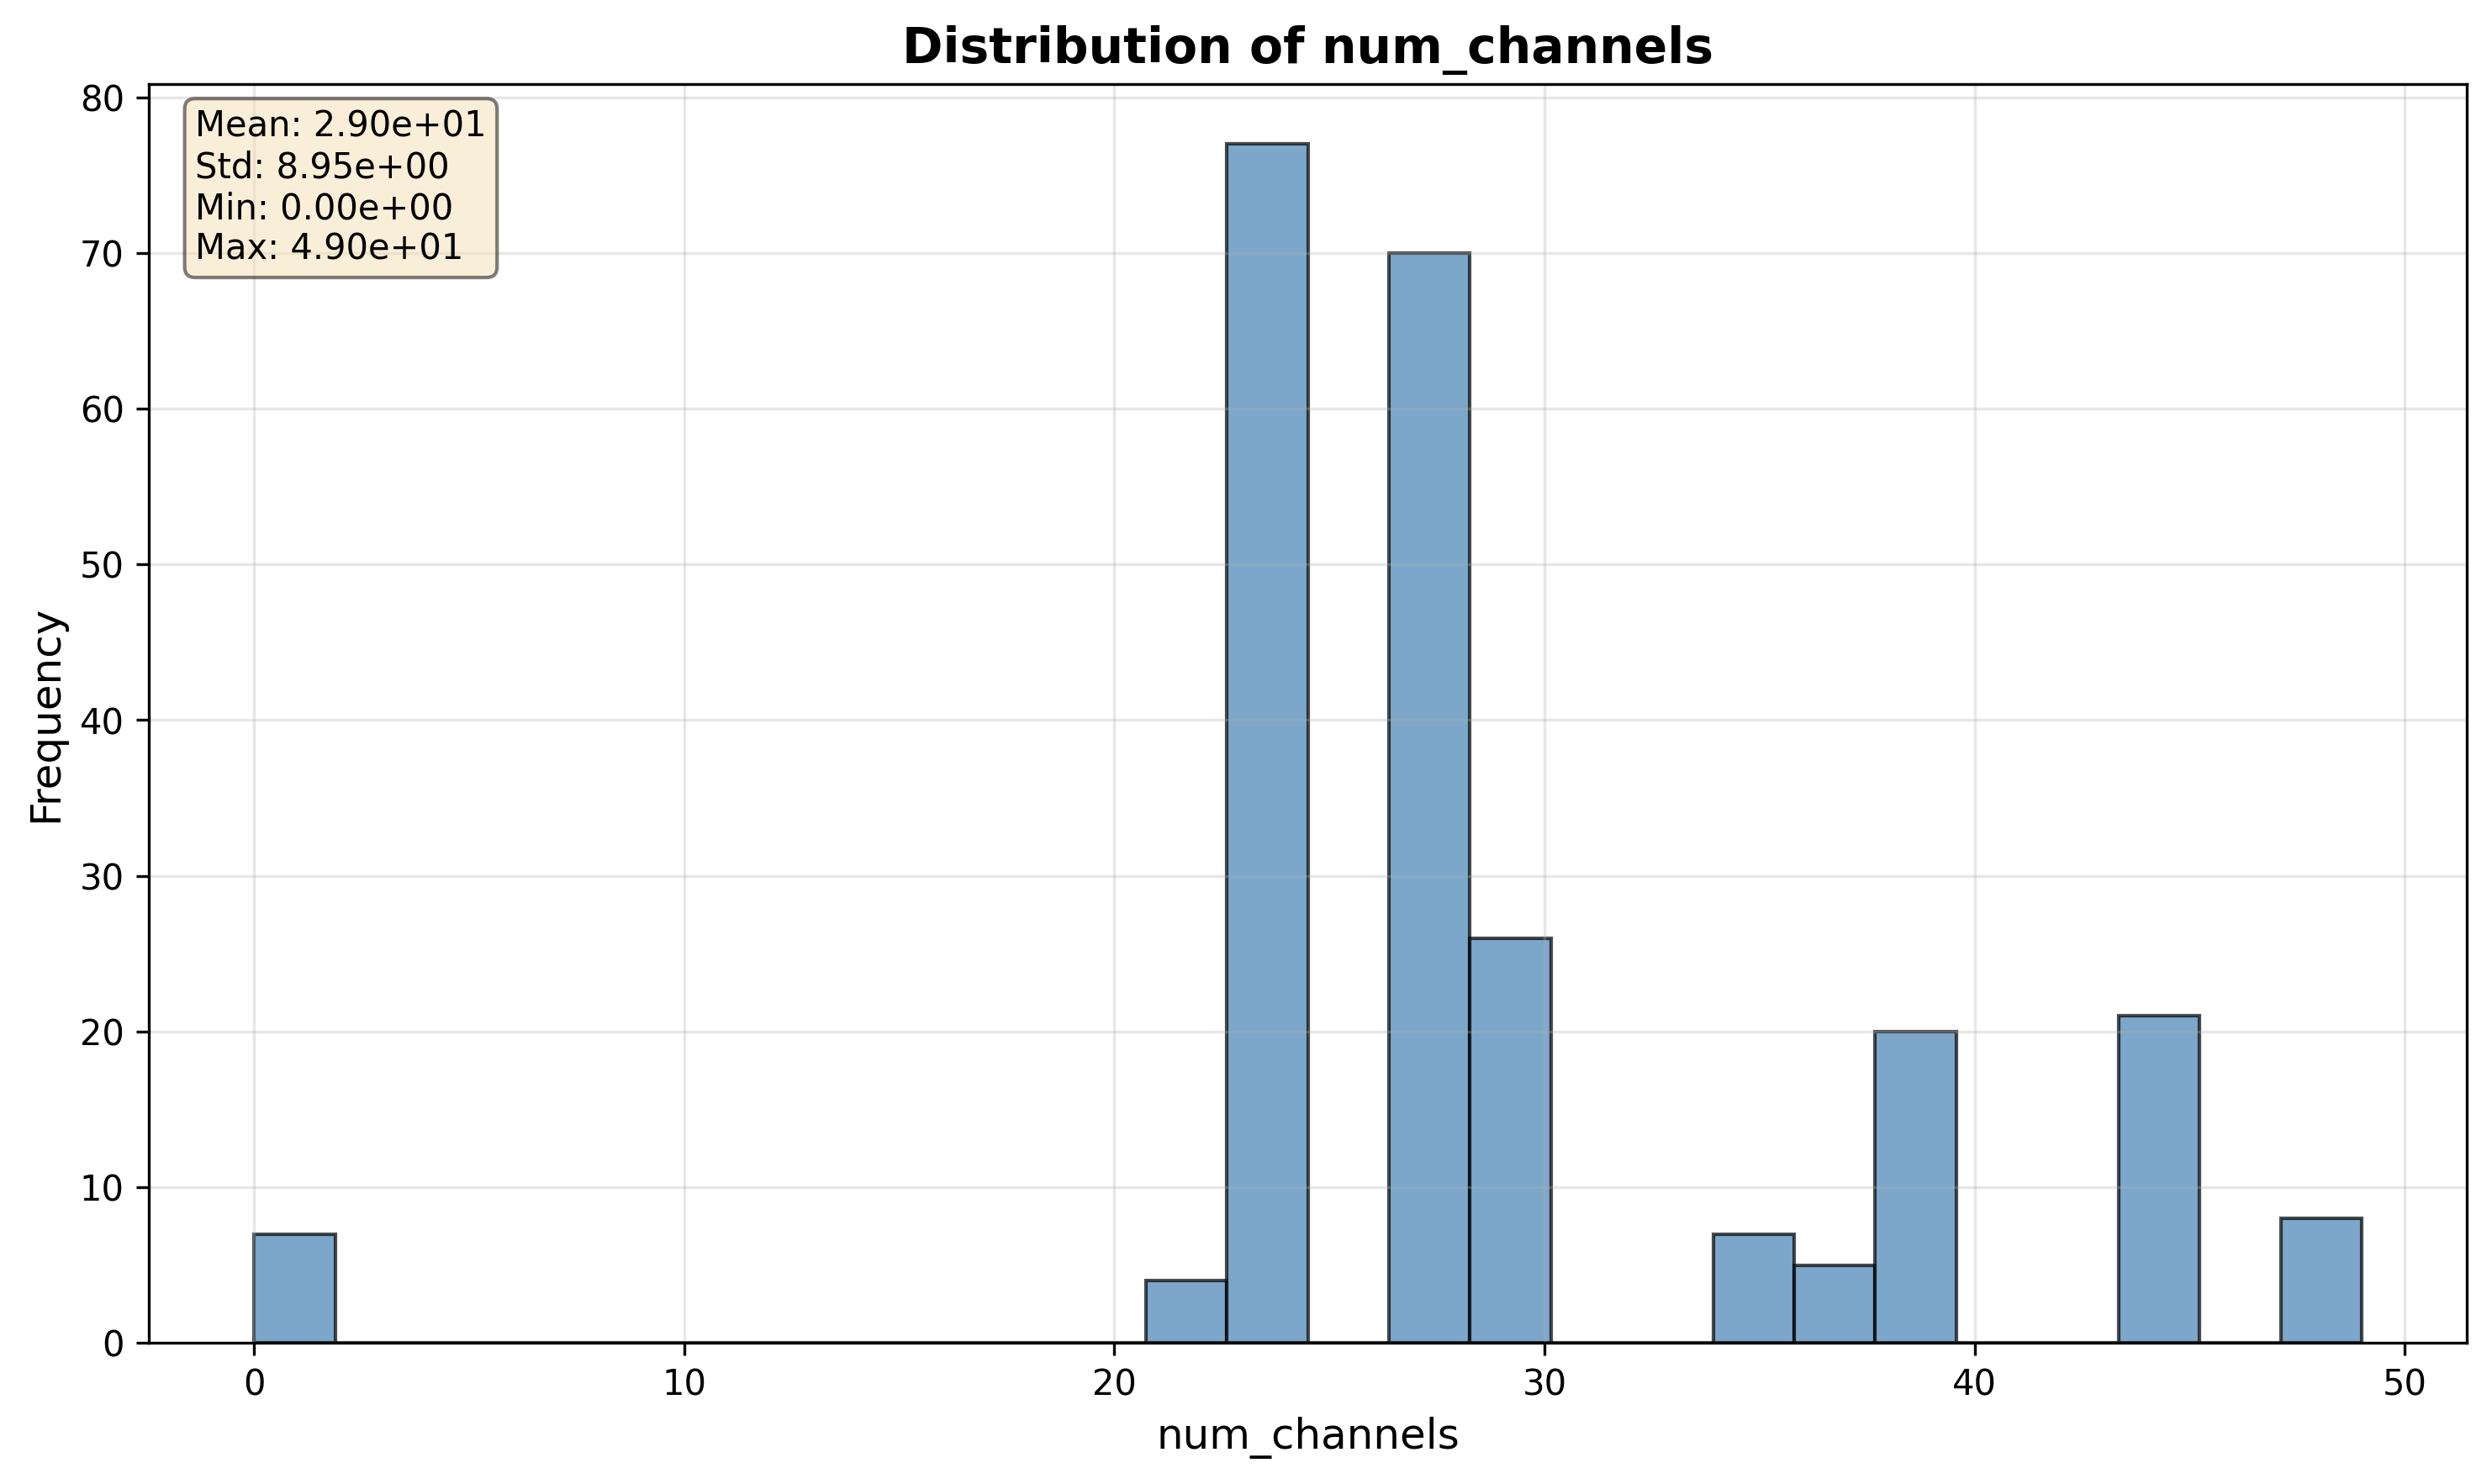 Distribution of num_channels
Mean: 2.90e+01
Std: 8.95e+00
Min: 0.00e+00
Max: 4.90e+01
80
70
60
50
40
30
20
10
0
Frequency
0 10 20 30 40 50
num_channels